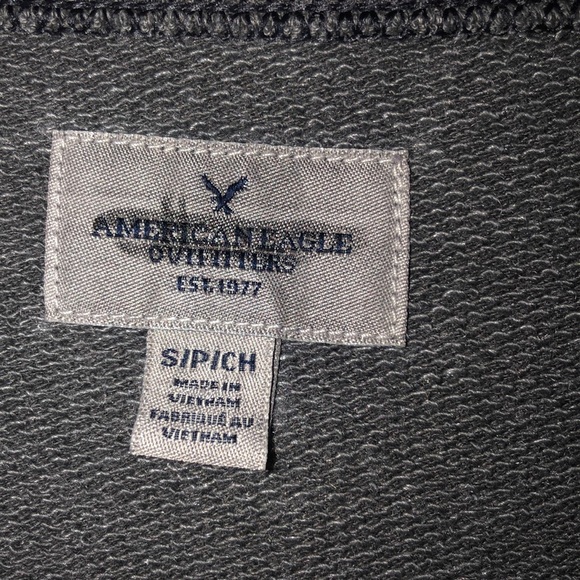 AMERICAN EAGLE
OUTFITTERS
EST. 1977
S/P/CH
MADE IN
VIETNAM
FABRIQUÉ AU
VIETNAM